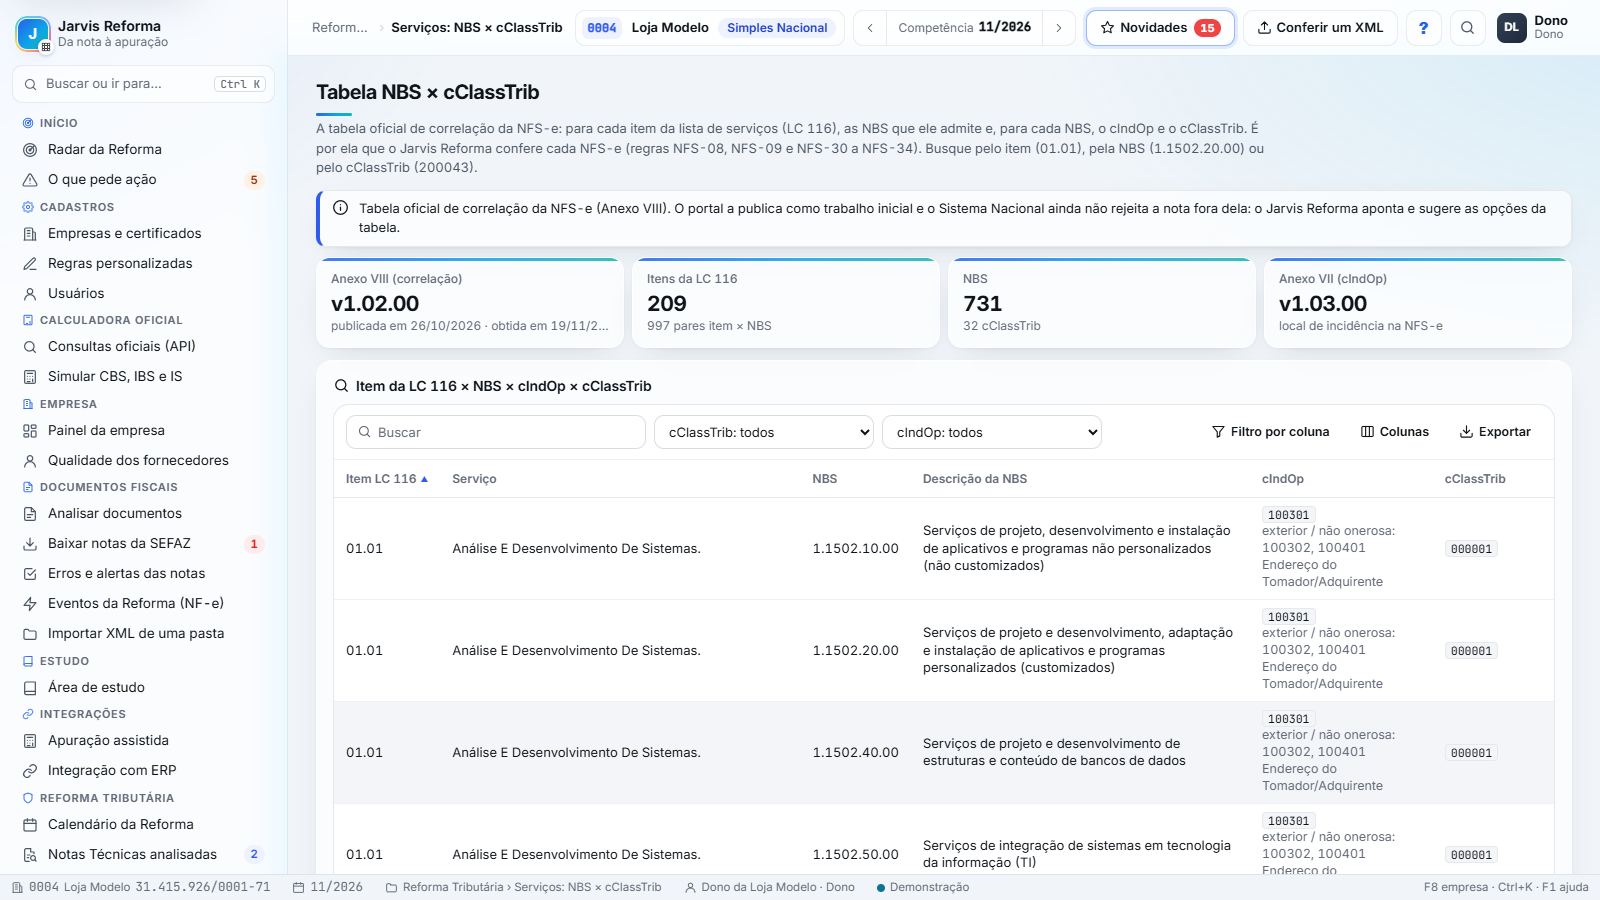 Jarvis Reforma
Da nota à apuração
Buscar ou ir para... Ctrl K
INÍCIO
Radar da Reforma
O que pede ação 5
CADASTROS
Empresas e certificados
Regras personalizadas
Usuários
CALCULADORA OFICIAL
Consultas oficiais (API)
Simular CBS, IBS e IS
EMPRESA
Painel da empresa
Qualidade dos fornecedores
DOCUMENTOS FISCAIS
Analisar documentos
Baixar notas da SEFAZ 1
Erros e alertas das notas
Eventos da Reforma (NF-e)
Importar XML de uma pasta
ESTUDO
Área de estudo
INTEGRAÇÕES
Apuração assistida
Integração com ERP
REFORMA TRIBUTÁRIA
Calendário da Reforma
Notas Técnicas analisadas 2
Reform... › Serviços: NBS × cClassTrib 0004 Loja Modelo Simples Nacional ‹ Competência 11/2026 › Novidades 15 Conferir um XML ? DL Dono
Dono
Tabela NBS × cClassTrib
A tabela oficial de correlação da NFS-e: para cada item da lista de serviços (LC 116), as NBS que ele admite e, para cada NBS, o cIndOp e o cClassTrib. É
por ela que o Jarvis Reforma confere cada NFS-e (regras NFS-08, NFS-09 e NFS-30 a NFS-34). Busque pelo item (01.01), pela NBS (1.1502.20.00) ou
pelo cClassTrib (200043).
Tabela oficial de correlação da NFS-e (Anexo VIII). O portal a publica como trabalho inicial e o Sistema Nacional ainda não rejeita a nota fora dela: o Jarvis Reforma aponta e sugere as opções da
tabela.
Anexo VIII (correlação)
v1.02.00
publicada em 26/10/2026 · obtida em 19/11/2...
Itens da LC 116
209
997 pares item × NBS
NBS
731
32 cClassTrib
Anexo VII (cIndOp)
v1.03.00
local de incidência na NFS-e
Item da LC 116 × NBS × cIndOp × cClassTrib
Buscar cClassTrib: todos cIndOp: todos Filtro por coluna Colunas Exportar
Item LC 116 Serviço NBS Descrição da NBS cIndOp cClassTrib
01.01 Análise E Desenvolvimento De Sistemas. 1.1502.10.00
Serviços de projeto, desenvolvimento e instalação
de aplicativos e programas não personalizados
(não customizados)
100301
exterior / não onerosa:
100302, 100401
Endereço do
Tomador/Adquirente
000001
01.01 Análise E Desenvolvimento De Sistemas. 1.1502.20.00
Serviços de projeto e desenvolvimento, adaptação
e instalação de aplicativos e programas
personalizados (customizados)
100301
exterior / não onerosa:
100302, 100401
Endereço do
Tomador/Adquirente
000001
01.01 Análise E Desenvolvimento De Sistemas. 1.1502.40.00
Serviços de projeto e desenvolvimento de
estruturas e conteúdo de bancos de dados
100301
exterior / não onerosa:
100302, 100401
Endereço do
Tomador/Adquirente
000001
01.01 Análise E Desenvolvimento De Sistemas. 1.1502.50.00
Serviços de integração de sistemas em tecnologia
da informação (TI)
100301
exterior / não onerosa:
100302, 100401
Endereço do
000001
0004 Loja Modelo 31.415.926/0001-71 11/2026 Reforma Tributária › Serviços: NBS × cClassTrib Dono da Loja Modelo · Dono Demonstração F8 empresa · Ctrl+K · F1 ajuda